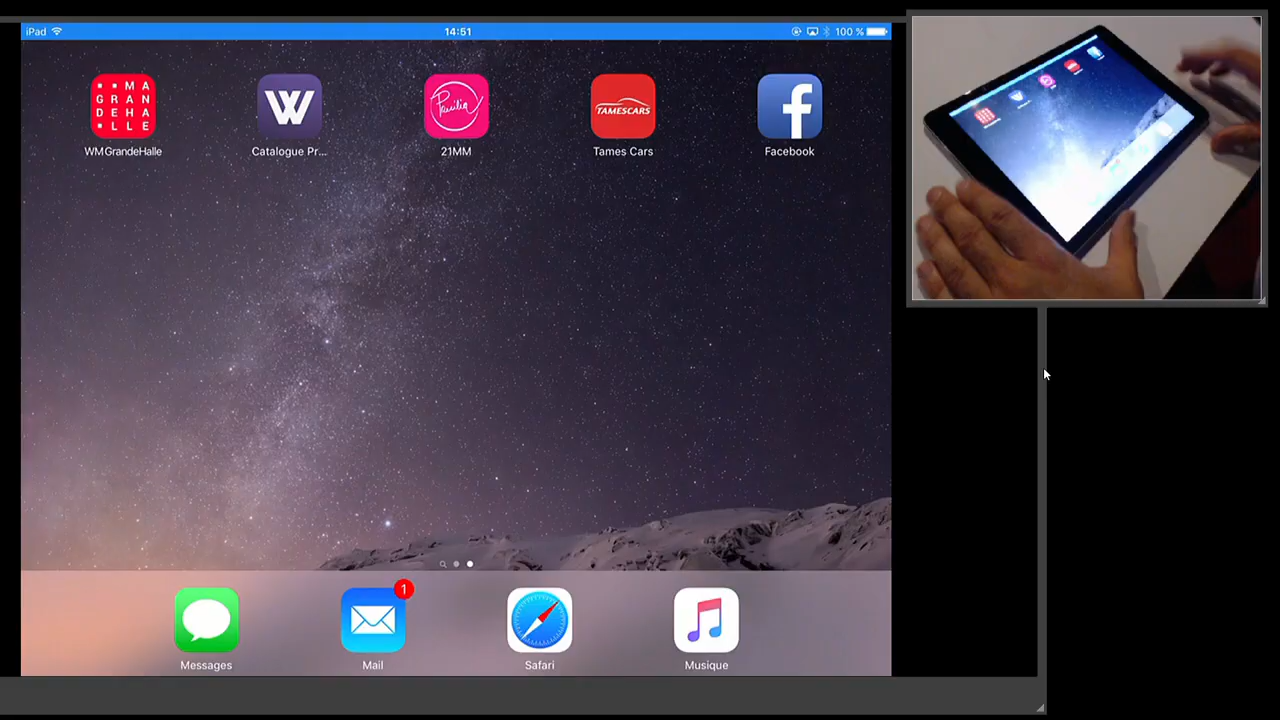 iPad 14:51 100 %
MA
GRAN
DEHA
LLE
W
Pavilia
TAMESCARS
f
WMGrandeHalle Catalogue Pr... 21MM Tames Cars Facebook
1
Messages Mail Safari Musique